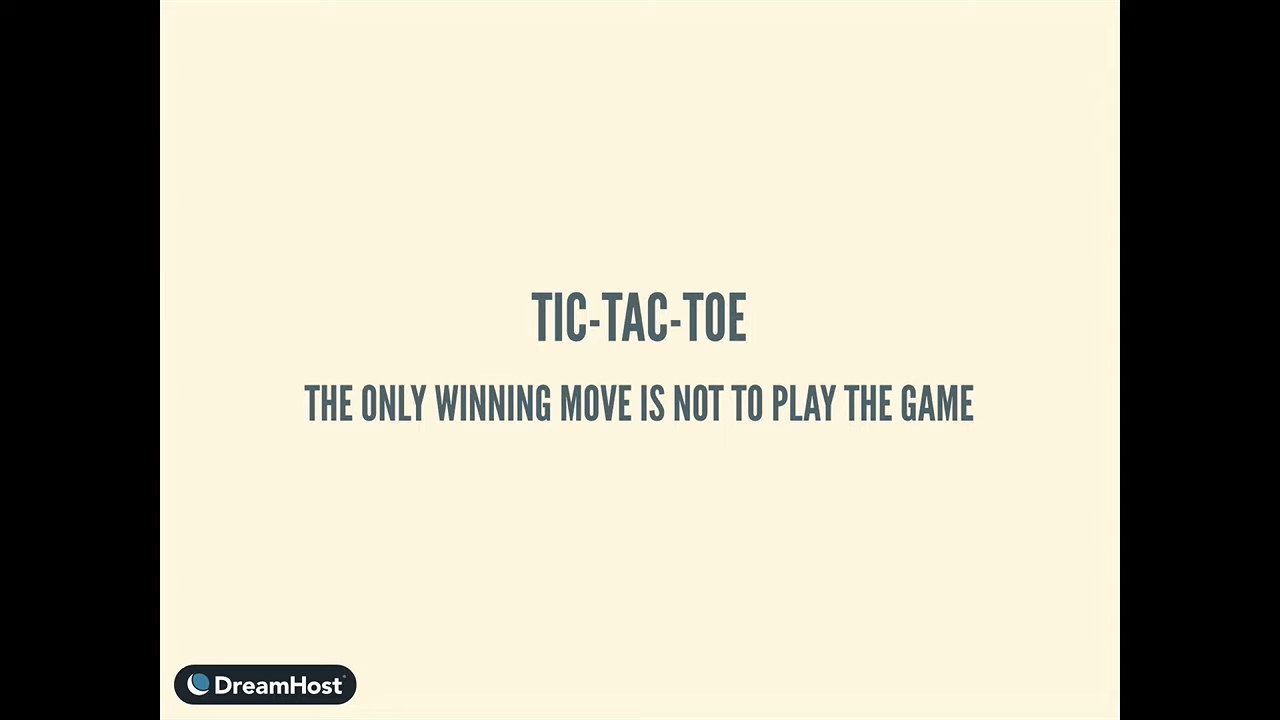 TIC-TAC-TOE
THE ONLY WINNING MOVE IS NOT TO PLAY THE GAME
DreamHost